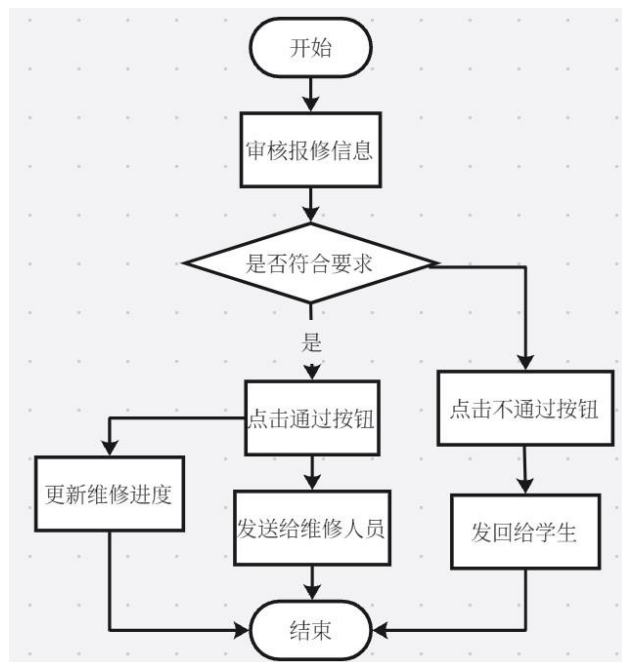 开始
审核报修信息
是否符合要求
是
点击通过按钮
点击不通过按钮
更新维修进度
发送给维修人员
发回给学生
结束